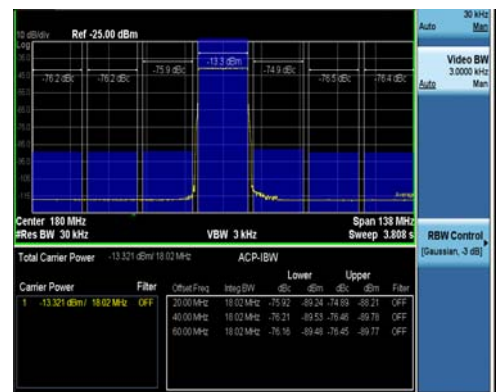 30 kHz
Auto Man
10 dB/div Ref -25.00 dBm
Log
Video BW
3.0000 kHz
Auto Man
-76.2 dBc -76.2 dBc -75.9 dBc -13.3 dBm -74.9 dBc -76.5 dBc -76.4 dBc
Average
Center 180 MHz Span 138 MHz
#Res BW 30 kHz VBW 3 kHz Sweep 3.808 s
RBW Control
[Gaussian, -3 dB]
Total Carrier Power -13.321 dBm/ 18.02 MHz ACP-IBW
Lower Upper
Carrier Power Filter Offset Freq Integ BW dBc dBm dBc dBm Filter
1 -13.321 dBm / 18.02 MHz OFF 20.00 MHz 18.02 MHz -75.92 -89.24 -74.89 -88.21 OFF
40.00 MHz 18.02 MHz -76.21 -89.53 -76.46 -89.78 OFF
60.00 MHz 18.02 MHz -76.16 -89.48 -76.45 -89.77 OFF